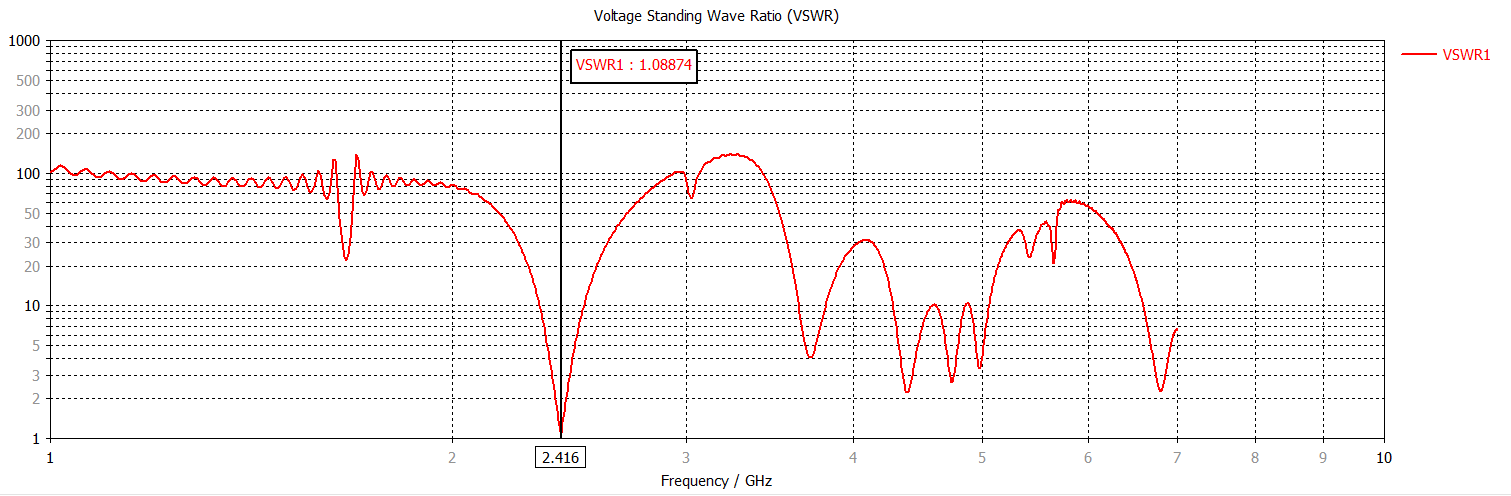 Voltage Standing Wave Ratio (VSWR)
1000
500
300
200
100
50
30
20
10
5
3
2
1
VSWR1 : 1.08874
VSWR1
1 2 2.416 3 4 5 6 7 8 9 10
Frequency / GHz